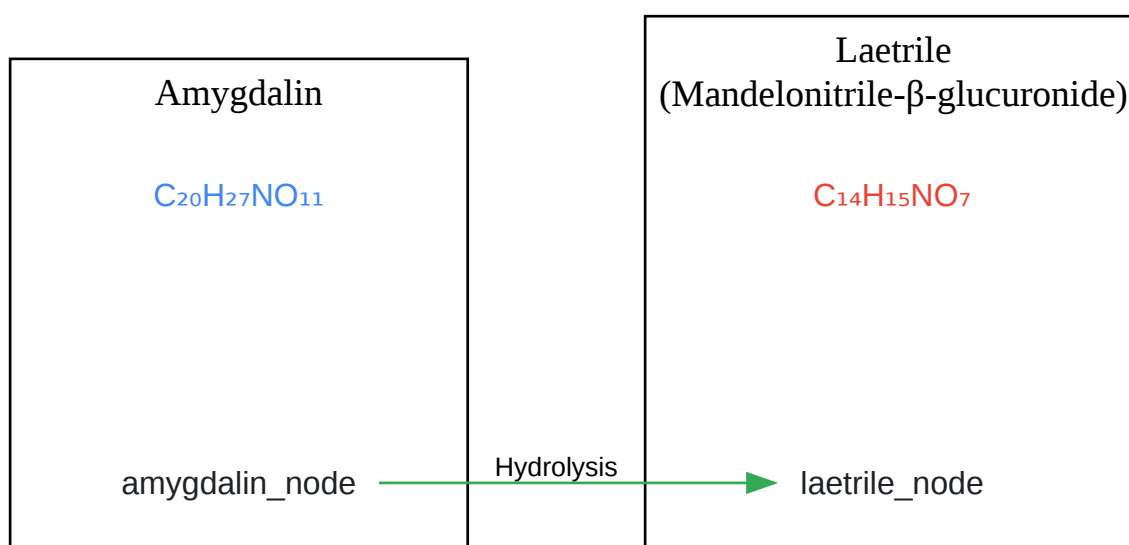 Amygdalin
C₂₀H₂₇NO₁₁
amygdalin_node
Hydrolysis
Laetrile
(Mandelonitrile-β-glucuronide)
C₁₄H₁₅NO₇
laetrile_node